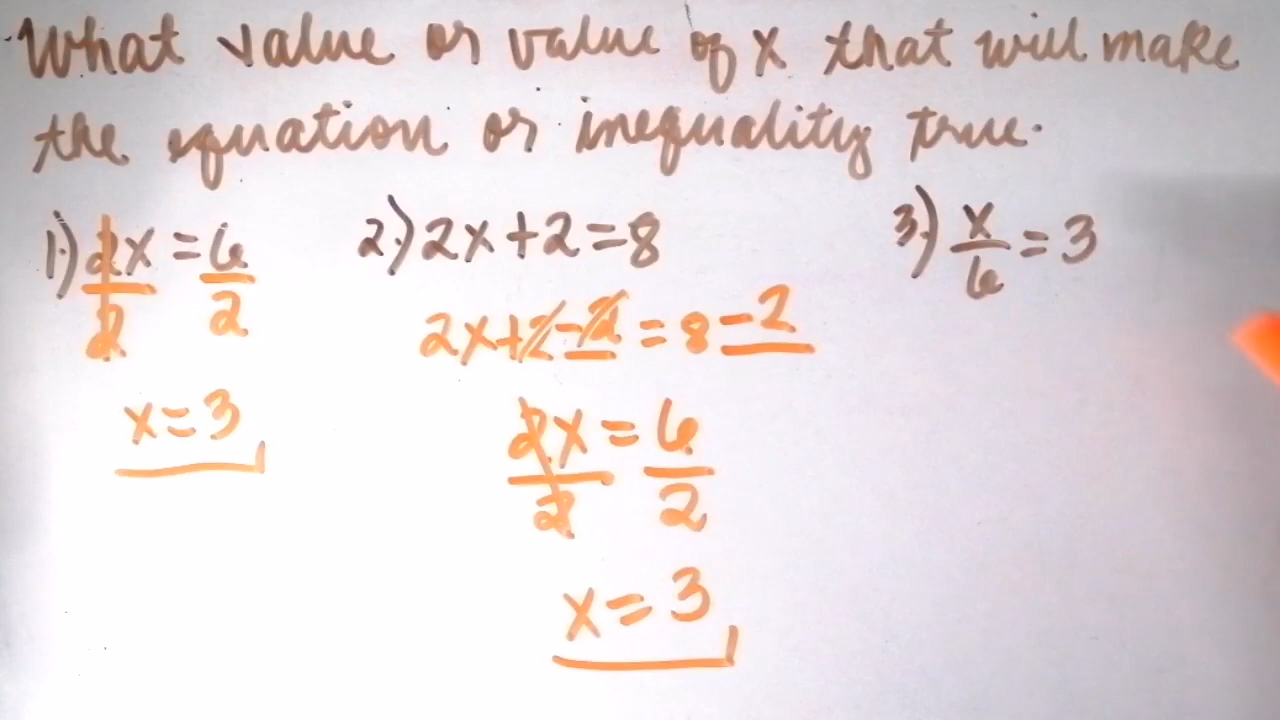 What value or value of x that will make
the equation or inequality true.
1.) 2x = 6
2 2
x = 3
2.) 2x + 2 = 8
2x + 2 - 2 = 8 - 2
2x = 6
2 2
x = 3
3.) x/6 = 3